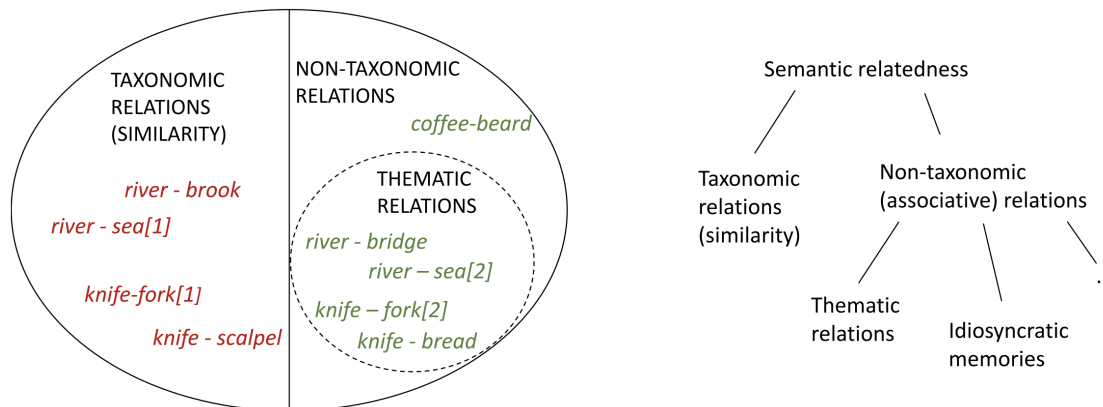 TAXONOMIC
RELATIONS
(SIMILARITY)
river - brook
river - sea[1]
knife-fork[1]
knife - scalpel
NON-TAXONOMIC
RELATIONS
coffee-beard
THEMATIC
RELATIONS
river - bridge
river – sea[2]
knife – fork[2]
knife - bread
Semantic relatedness
Taxonomic
relations
(similarity)
Non-taxonomic
(associative) relations
Thematic
relations
Idiosyncratic
memories
.